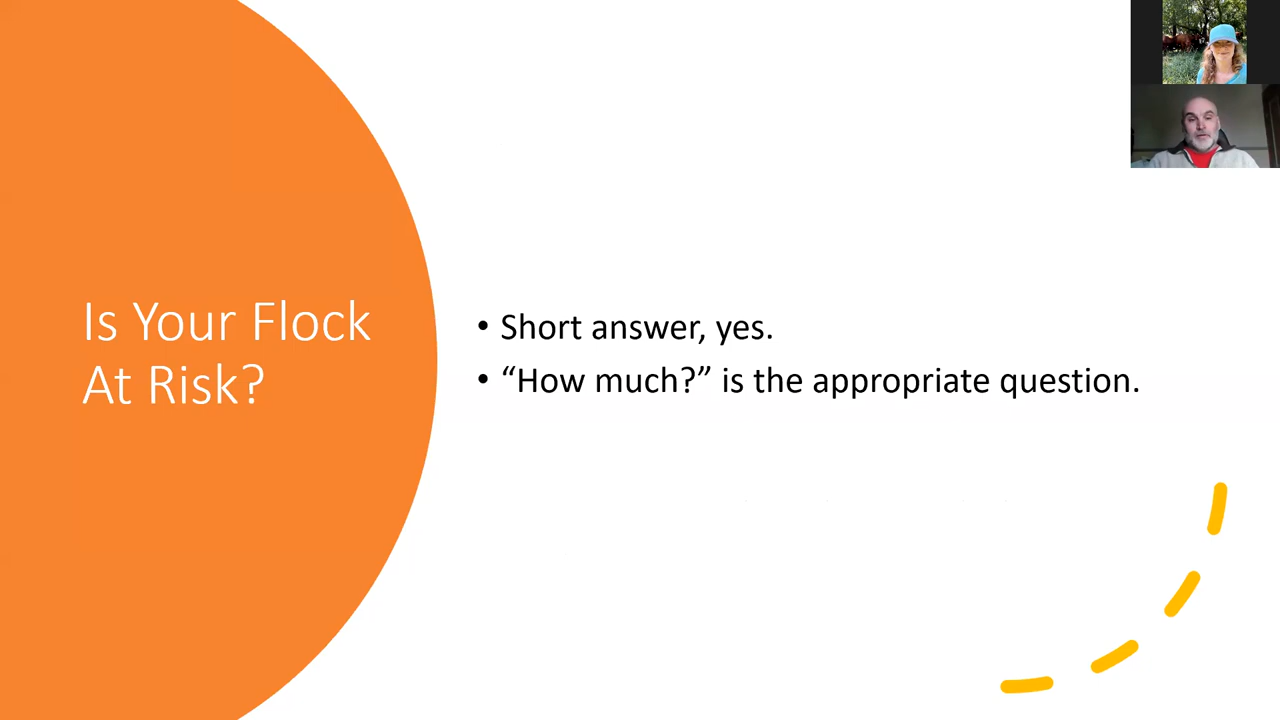 Is Your Flock
At Risk?
• Short answer, yes.
• “How much?” is the appropriate question.